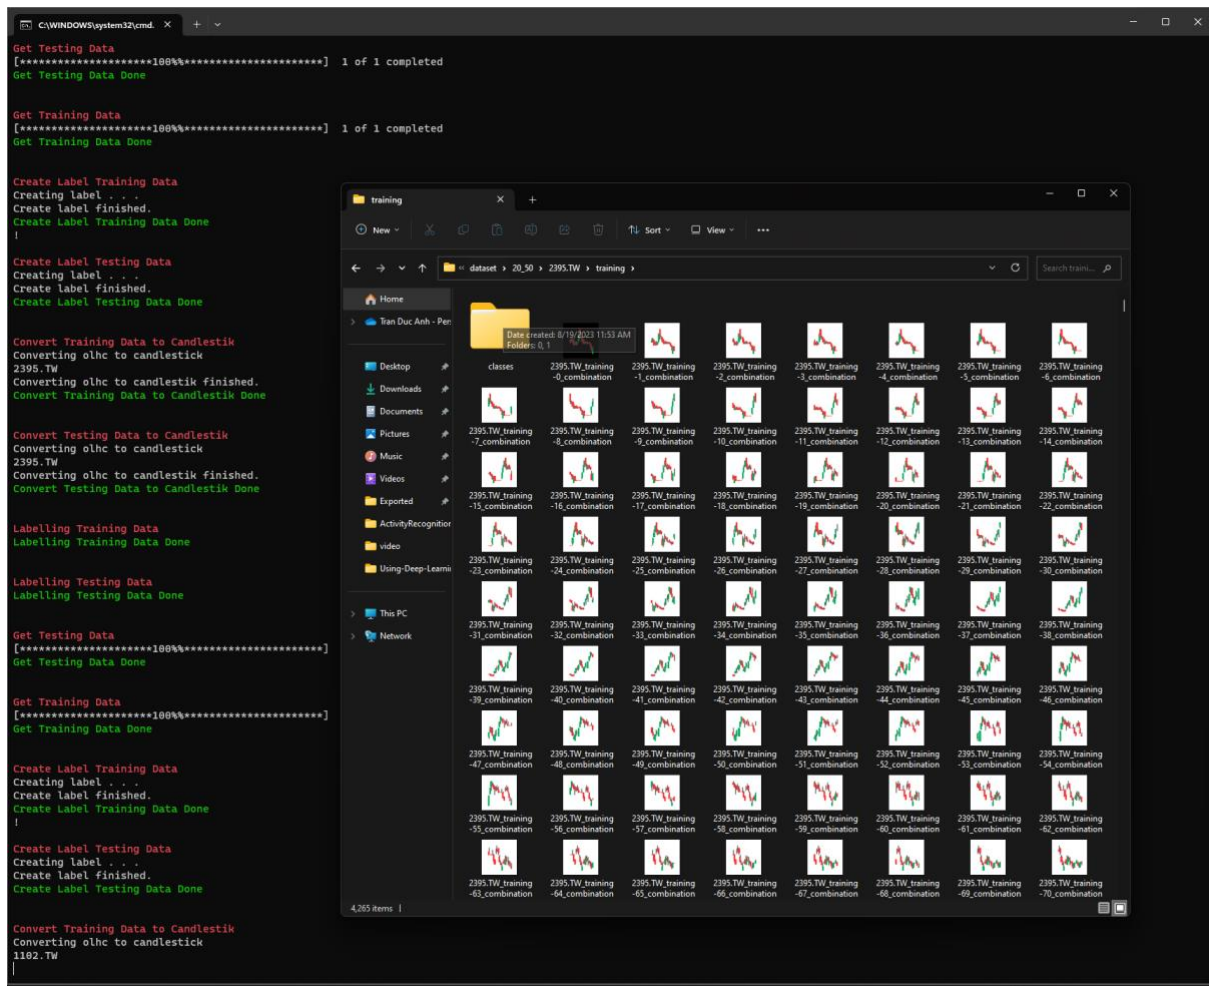 C:\WINDOWS\system32\cmd.
Get Testing Data
[**********************100%%**********************]  1 of 1 completed
Get Testing Data Done
Get Training Data
[**********************100%%**********************]  1 of 1 completed
Get Training Data Done
Create Label Training Data
Creating label . . .
Create label finished.
Create Label Training Data Done
!
Create Label Testing Data
Creating label . . .
Create label finished.
Create Label Testing Data Done
Convert Training Data to Candlestik
Converting olhc to candlestick
2395.TW
Converting olhc to candlestik finished.
Convert Training Data to Candlestik Done
Convert Testing Data to Candlestik
Converting olhc to candlestick
2395.TW
Converting olhc to candlestik finished.
Convert Testing Data to Candlestik Done
Labelling Training Data
Labelling Training Data Done
Labelling Testing Data
Labelling Testing Data Done
Get Testing Data
[**********************100%%**********************]
Get Testing Data Done
Get Training Data
[**********************100%%**********************]
Get Training Data Done
Create Label Training Data
Creating label . . .
Create label finished.
Create Label Training Data Done
!
Create Label Testing Data
Creating label . . .
Create label finished.
Create Label Testing Data Done
Convert Training Data to Candlestik
Converting olhc to candlestick
1102.TW
training
New Sort View
dataset > 20_50 > 2395.TW > training >
Search traini...
Home
Tran Duc Anh - Per
Desktop
Downloads
Documents
Pictures
Music
Videos
Exported
ActivityRecognition
video
Using-Deep-Learni
This PC
Network
Date created: 8/19/2023 11:53 AM
Folders: 0, 1
classes 2395.TW_training 2395.TW_training 2395.TW_training 2395.TW_training 2395.TW_training 2395.TW_training 2395.TW_training
-0_combination -1_combination -2_combination -3_combination -4_combination -5_combination -6_combination
2395.TW_training 2395.TW_training 2395.TW_training 2395.TW_training 2395.TW_training 2395.TW_training 2395.TW_training 2395.TW_training
-7_combination -8_combination -9_combination -10_combination -11_combination -12_combination -13_combination -14_combination
2395.TW_training 2395.TW_training 2395.TW_training 2395.TW_training 2395.TW_training 2395.TW_training 2395.TW_training 2395.TW_training
-15_combination -16_combination -17_combination -18_combination -19_combination -20_combination -21_combination -22_combination
2395.TW_training 2395.TW_training 2395.TW_training 2395.TW_training 2395.TW_training 2395.TW_training 2395.TW_training 2395.TW_training
-23_combination -24_combination -25_combination -26_combination -27_combination -28_combination -29_combination -30_combination
2395.TW_training 2395.TW_training 2395.TW_training 2395.TW_training 2395.TW_training 2395.TW_training 2395.TW_training 2395.TW_training
-31_combination -32_combination -33_combination -34_combination -35_combination -36_combination -37_combination -38_combination
2395.TW_training 2395.TW_training 2395.TW_training 2395.TW_training 2395.TW_training 2395.TW_training 2395.TW_training 2395.TW_training
-39_combination -40_combination -41_combination -42_combination -43_combination -44_combination -45_combination -46_combination
2395.TW_training 2395.TW_training 2395.TW_training 2395.TW_training 2395.TW_training 2395.TW_training 2395.TW_training 2395.TW_training
-47_combination -48_combination -49_combination -50_combination -51_combination -52_combination -53_combination -54_combination
2395.TW_training 2395.TW_training 2395.TW_training 2395.TW_training 2395.TW_training 2395.TW_training 2395.TW_training 2395.TW_training
-55_combination -56_combination -57_combination -58_combination -59_combination -60_combination -61_combination -62_combination
2395.TW_training 2395.TW_training 2395.TW_training 2395.TW_training 2395.TW_training 2395.TW_training 2395.TW_training 2395.TW_training
-63_combination -64_combination -65_combination -66_combination -67_combination -68_combination -69_combination -70_combination
4,265 items